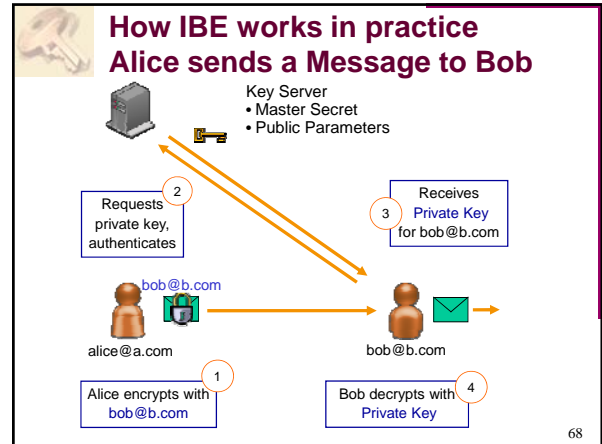 How IBE works in practice
Alice sends a Message to Bob
Key Server
• Master Secret
• Public Parameters
2
Requests
private key,
authenticates
Receives
3
Private Key
for bob@b.com
bob@b.com
alice@a.com
bob@b.com
1
Alice encrypts with
bob@b.com
4
Bob decrypts with
Private Key
68